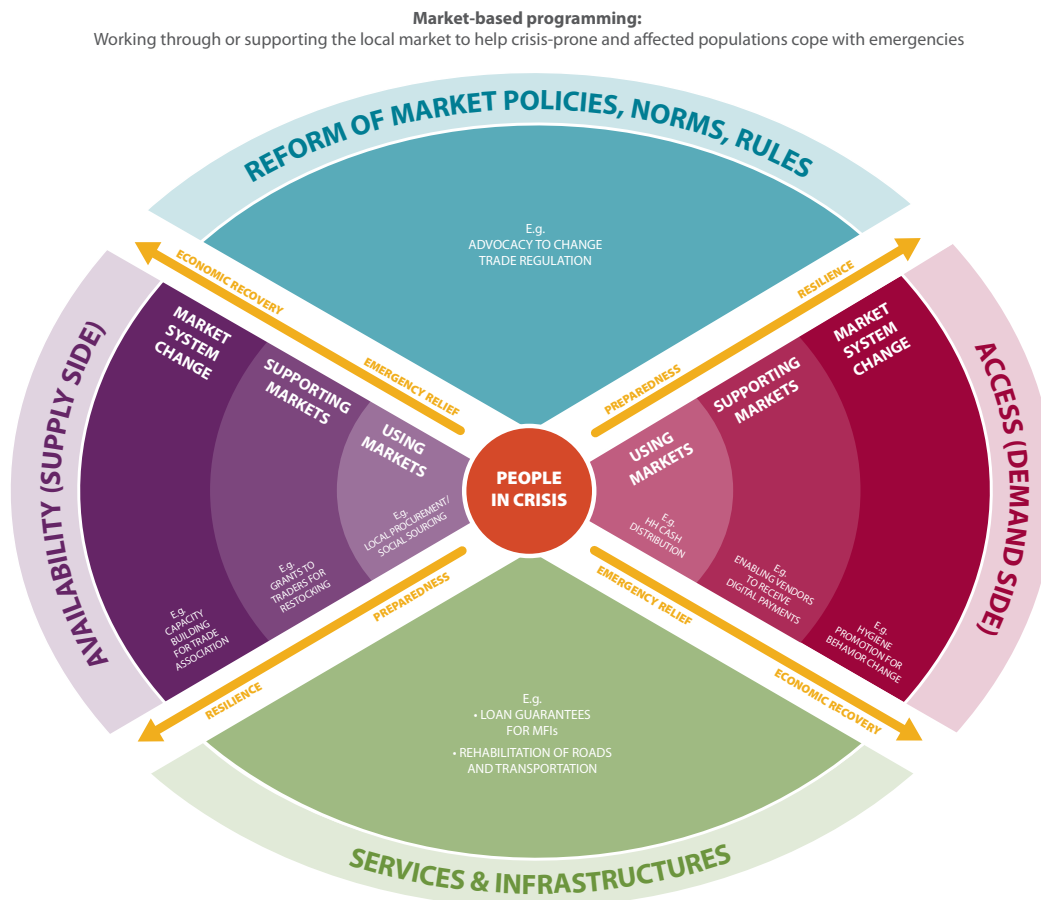 Market-based programming:
Working through or supporting the local market to help crisis-prone and affected populations cope with emergencies
REFORM OF MARKET POLICIES, NORMS, RULES
E.g.
ADVOCACY TO CHANGE
TRADE REGULATION
ECONOMIC RECOVERY
EMERGENCY RELIEF
PREPAREDNESS
RESILIENCE
AVAILABILITY (SUPPLY SIDE)
MARKET
SYSTEM
CHANGE
E.g.
CAPACITY
BUILDING
FOR TRADE
ASSOCIATION
SUPPORTING
MARKETS
E.g.
GRANTS TO
TRADERS FOR
RESTOCKING
USING
MARKETS
E.g.
LOCAL PROCUREMENT/
SOCIAL SOURCING
PEOPLE
IN CRISIS
USING
MARKETS
E.g.
HH CASH
DISTRIBUTION
SUPPORTING
MARKETS
E.g.
ENABLING VENDORS
TO RECEIVE
DIGITAL PAYMENTS
MARKET
SYSTEM
CHANGE
E.g.
HYGIENE
PROMOTION FOR
BEHAVIOR CHANGE
ACCESS (DEMAND SIDE)
RESILIENCE
PREPAREDNESS
EMERGENCY RELIEF
ECONOMIC RECOVERY
E.g.
• LOAN GUARANTEES
FOR MFIs
• REHABILITATION OF ROADS
AND TRANSPORTATION
SERVICES & INFRASTRUCTURES